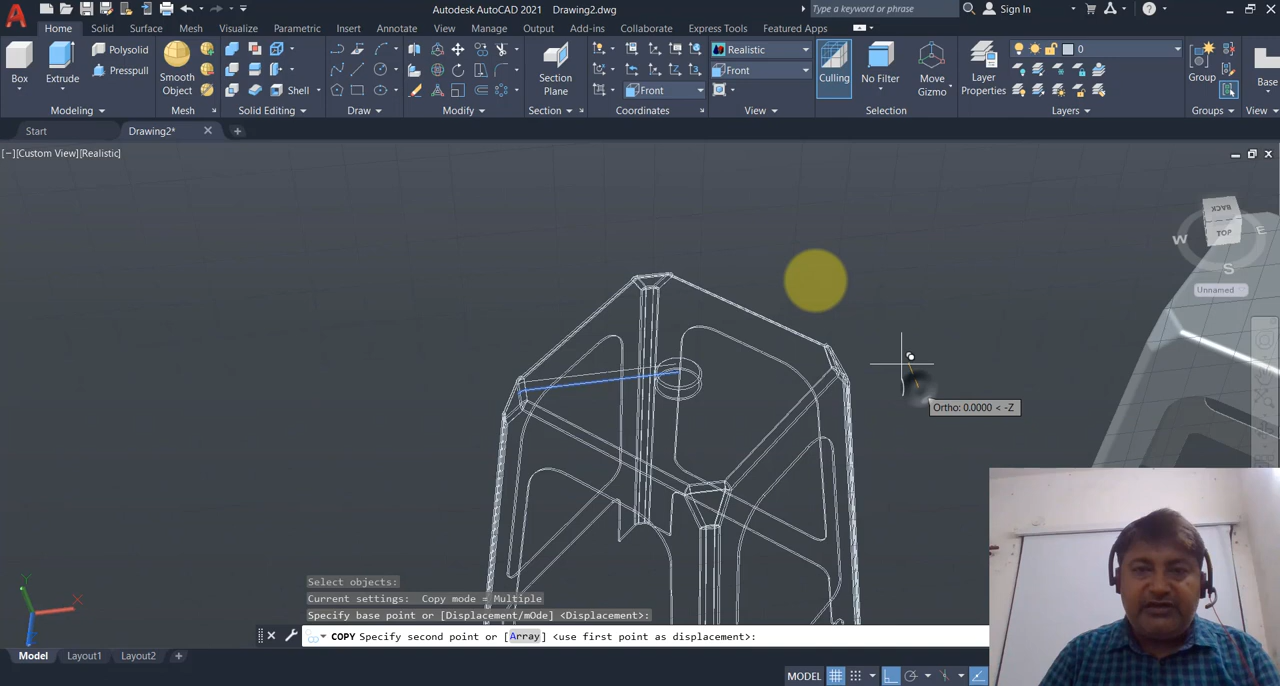 Autodesk AutoCAD 2021 Drawing2.dwg
Type a keyword or phrase
Sign In
Home Solid Surface Mesh Visualize Parametric Insert Annotate View Manage Output Add-ins Collaborate Express Tools Featured Apps
Box
Extrude
Polysolid
Presspull
Modeling
Smooth
Object
Mesh
Shell
Solid Editing
Draw
Modify
Section
Plane
Section
Front
Coordinates
Realistic
Front
View
Culling
No Filter
Move
Gizmo
Selection
0
Layer
Properties
Layers
Group
Groups
Base
View
Start
Drawing2*
[−][Custom View][Realistic]
BACK
TOP
W
E
S
Unnamed
Ortho: 0.0000 < -Z
Y
X
Z
Select objects:
Current settings: Copy mode = Multiple
Specify base point or [Displacement/mOde] <Displacement>:
COPY Specify second point or [Array] <use first point as displacement>:
Model Layout1 Layout2
MODEL